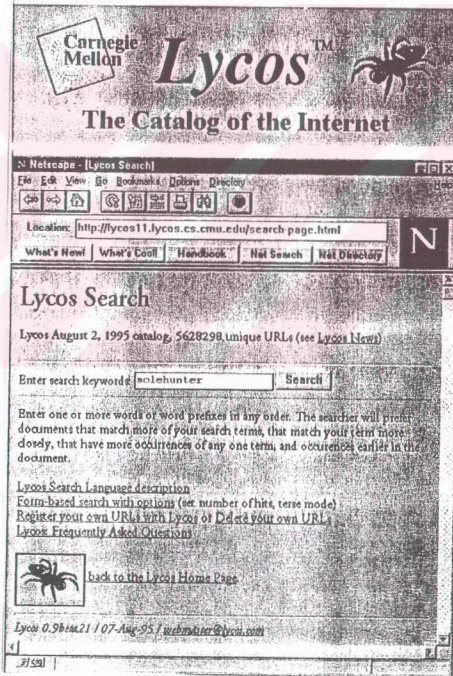 Carnegie
Mellon
Lycos™
The Catalog of the Internet
Netscape - [Lycos Search]
File Edit View Go Bookmarks Options Directory Help
Location: http://lycos11.lycos.cs.cmu.edu/search-page.html
What's New! What's Cool! Handbook Net Search Net Directory
N
Lycos Search
Lycos August 2, 1995 catalog, 5628298 unique URLs (see Lycos News)
Enter search keywords: molehunter Search
Enter one or more words or word prefixes in any order. The searcher will prefer
documents that match more of your search terms, that match your term more
closely, that have more occurrences of any one term, and occurences earlier in the
document.
Lycos Search Language description
Form-based search with options (set number of hits, terse mode)
Register your own URLs with Lycos or Delete your own URLs
Lycos Frequently Asked Questions
back to the Lycos Home Page
Lycos 0.9beta21 / 07-Aug-95 / webmaster@lycos.com